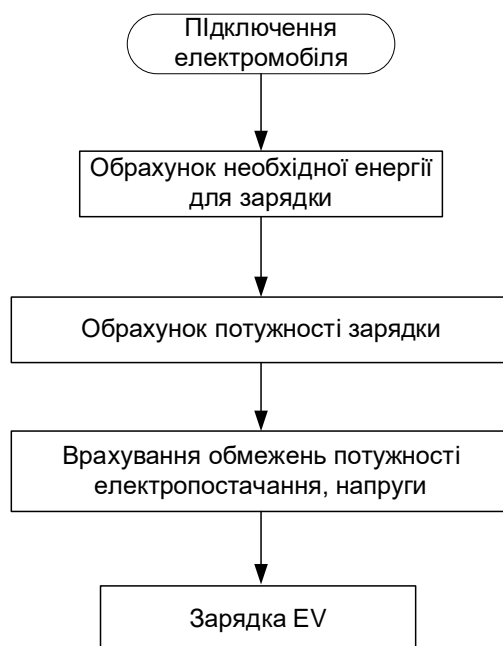 ПІдключення
електромобіля
Обрахунок необхідної енергії
для зарядки
Обрахунок потужності зарядки
Врахування обмежень потужності
електропостачання, напруги
Зарядка EV